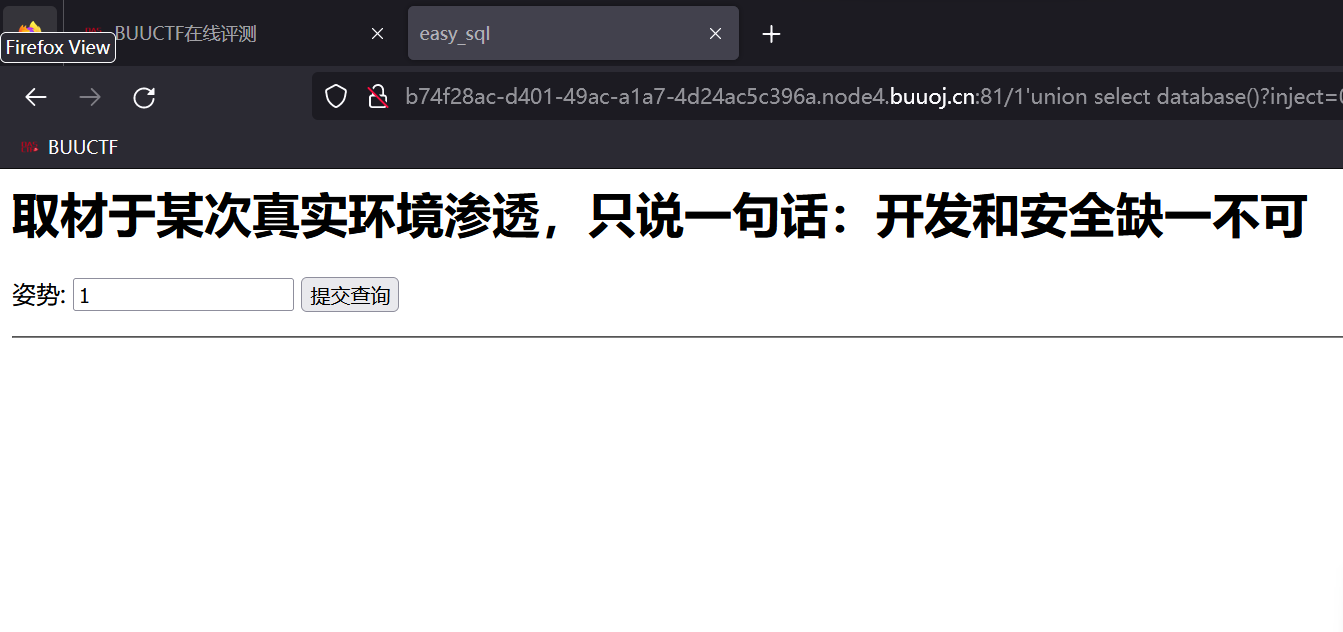 BUUCTF在线评测
easy_sql
Firefox View
b74f28ac-d401-49ac-a1a7-4d24ac5c396a.node4.buuoj.cn:81/1'union select database()?inject=
BUUCTF
取材于某次真实环境渗透，只说一句话：开发和安全缺一不可
姿势: 1 提交查询